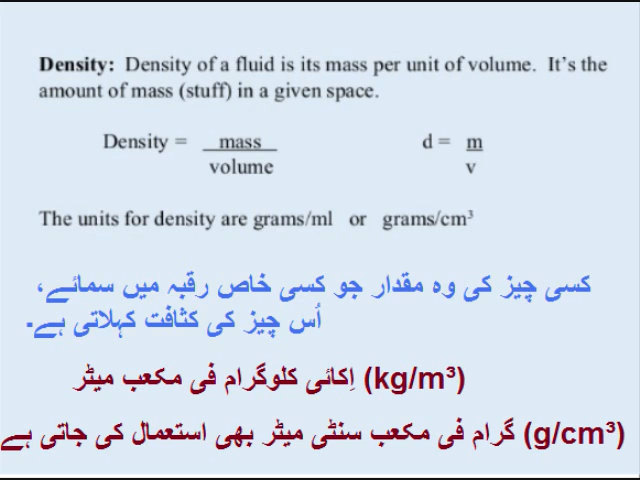 Density: Density of a fluid is its mass per unit of volume. It's the
amount of mass (stuff) in a given space.
Density = mass
volume
d = m
v
The units for density are grams/ml or grams/cm³
کسی چیز کی وہ مقدار جو کسی خاص رقبہ میں سمائے،
اُس چیز کی کثافت کہلاتی ہے۔
(kg/m³) اِکائی کلوگرام فی مکعب میٹر
(g/cm³) گرام فی مکعب سنٹی میٹر بھی استعمال کی جاتی ہے